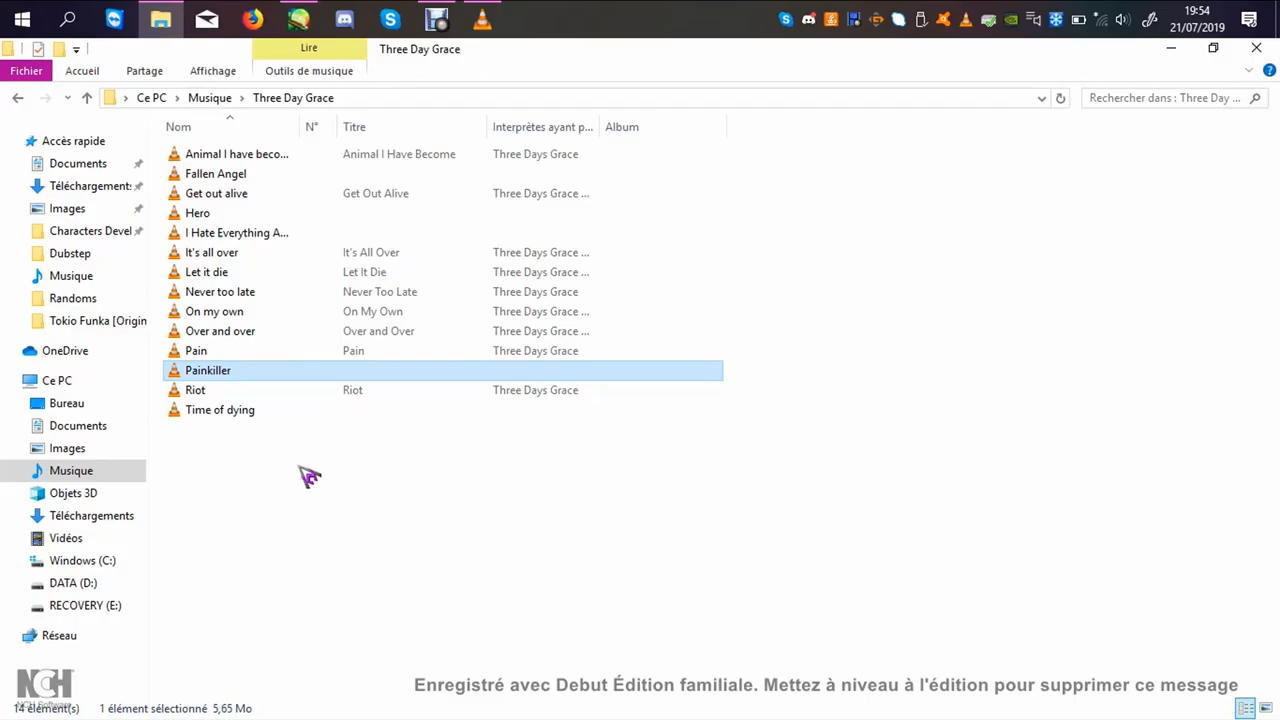 19:54
21/07/2019
Lire
Three Day Grace
Fichier
Accueil
Partage
Affichage
Outils de musique
Ce PC
Musique
Three Day Grace
Rechercher dans : Three Day ...
Nom
N°
Titre
Interprètes ayant p...
Album
Accès rapide
Documents
Téléchargements
Images
Characters Devel
Dubstep
Musique
Randoms
Tokio Funka [Origin
OneDrive
Ce PC
Bureau
Documents
Images
Musique
Objets 3D
Téléchargements
Vidéos
Windows (C:)
DATA (D:)
RECOVERY (E:)
Réseau
Animal I have beco... Animal I Have Become Three Days Grace
Fallen Angel
Get out alive Get Out Alive Three Days Grace ...
Hero
I Hate Everything A...
It's all over It's All Over Three Days Grace ...
Let it die Let It Die Three Days Grace ...
Never too late Never Too Late Three Days Grace
On my own On My Own Three Days Grace ...
Over and over Over and Over Three Days Grace ...
Pain Pain Three Days Grace
Painkiller
Riot Riot Three Days Grace
Time of dying
NCH
NCH Software
Enregistré avec Debut Édition familiale. Mettez à niveau à l'édition pour supprimer ce message
14 élément(s) 1 élément sélectionné 5,65 Mo